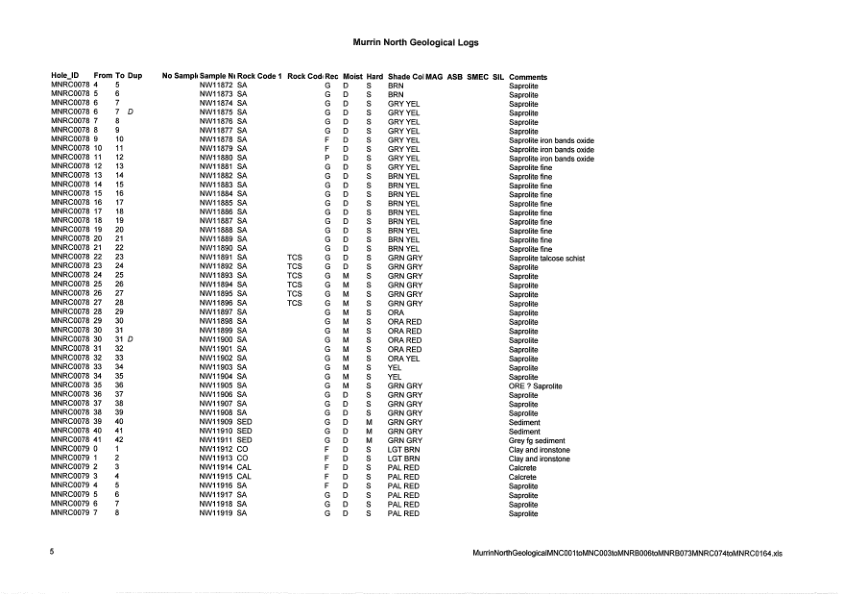 Murrin North Geological Logs
Hole_ID From To Dup No Sampl Sample Nu Rock Code 1 Rock Cod Rec Moist Hard Shade Col MAG ASB SMEC SIL Comments
MNRC0078 4 5 NW11872 SA G D S BRN Saprolite
MNRC0078 5 6 NW11873 SA G D S BRN Saprolite
MNRC0078 6 7 NW11874 SA G D S GRY YEL Saprolite
MNRC0078 6 7 D NW11875 SA G D S GRY YEL Saprolite
MNRC0078 7 8 NW11876 SA G D S GRY YEL Saprolite
MNRC0078 8 9 NW11877 SA G D S GRY YEL Saprolite
MNRC0078 9 10 NW11878 SA F D S GRY YEL Saprolite iron bands oxide
MNRC0078 10 11 NW11879 SA F D S GRY YEL Saprolite iron bands oxide
MNRC0078 11 12 NW11880 SA P D S GRY YEL Saprolite iron bands oxide
MNRC0078 12 13 NW11881 SA G D S GRY YEL Saprolite fine
MNRC0078 13 14 NW11882 SA G D S BRN YEL Saprolite fine
MNRC0078 14 15 NW11883 SA G D S BRN YEL Saprolite fine
MNRC0078 15 16 NW11884 SA G D S BRN YEL Saprolite fine
MNRC0078 16 17 NW11885 SA G D S BRN YEL Saprolite fine
MNRC0078 17 18 NW11886 SA G D S BRN YEL Saprolite fine
MNRC0078 18 19 NW11887 SA G D S BRN YEL Saprolite fine
MNRC0078 19 20 NW11888 SA G D S BRN YEL Saprolite fine
MNRC0078 20 21 NW11889 SA G D S BRN YEL Saprolite fine
MNRC0078 21 22 NW11890 SA G D S BRN YEL Saprolite fine
MNRC0078 22 23 NW11891 SA TCS G D S GRN GRY Saprolite talcose schist
MNRC0078 23 24 NW11892 SA TCS G D S GRN GRY Saprolite
MNRC0078 24 25 NW11893 SA TCS G M S GRN GRY Saprolite
MNRC0078 25 26 NW11894 SA TCS G M S GRN GRY Saprolite
MNRC0078 26 27 NW11895 SA TCS G M S GRN GRY Saprolite
MNRC0078 27 28 NW11896 SA TCS G M S GRN GRY Saprolite
MNRC0078 28 29 NW11897 SA G M S ORA Saprolite
MNRC0078 29 30 NW11898 SA G M S ORA RED Saprolite
MNRC0078 30 31 NW11899 SA G M S ORA RED Saprolite
MNRC0078 30 31 D NW11900 SA G M S ORA RED Saprolite
MNRC0078 31 32 NW11901 SA G M S ORA RED Saprolite
MNRC0078 32 33 NW11902 SA G M S ORA YEL Saprolite
MNRC0078 33 34 NW11903 SA G M S YEL Saprolite
MNRC0078 34 35 NW11904 SA G M S YEL Saprolite
MNRC0078 35 36 NW11905 SA G M S GRN GRY ORE ? Saprolite
MNRC0078 36 37 NW11906 SA G D S GRN GRY Saprolite
MNRC0078 37 38 NW11907 SA G D S GRN GRY Saprolite
MNRC0078 38 39 NW11908 SA G D S GRN GRY Saprolite
MNRC0078 39 40 NW11909 SED G D M GRN GRY Sediment
MNRC0078 40 41 NW11910 SED G D M GRN GRY Sediment
MNRC0078 41 42 NW11911 SED G D M GRN GRY Grey fg sediment
MNRC0079 0 1 NW11912 CO F D S LGT BRN Clay and ironstone
MNRC0079 1 2 NW11913 CO F D S LGT BRN Clay and ironstone
MNRC0079 2 3 NW11914 CAL F D S PAL RED Calcrete
MNRC0079 3 4 NW11915 CAL F D S PAL RED Calcrete
MNRC0079 4 5 NW11916 SA F D S PAL RED Saprolite
MNRC0079 5 6 NW11917 SA G D S PAL RED Saprolite
MNRC0079 6 7 NW11918 SA G D S PAL RED Saprolite
MNRC0079 7 8 NW11919 SA G D S PAL RED Saprolite
5 MurrinNorthGeologicalMNC001toMNC003toMNRB006toMNRB073MNRC074toMNRC0164.xls